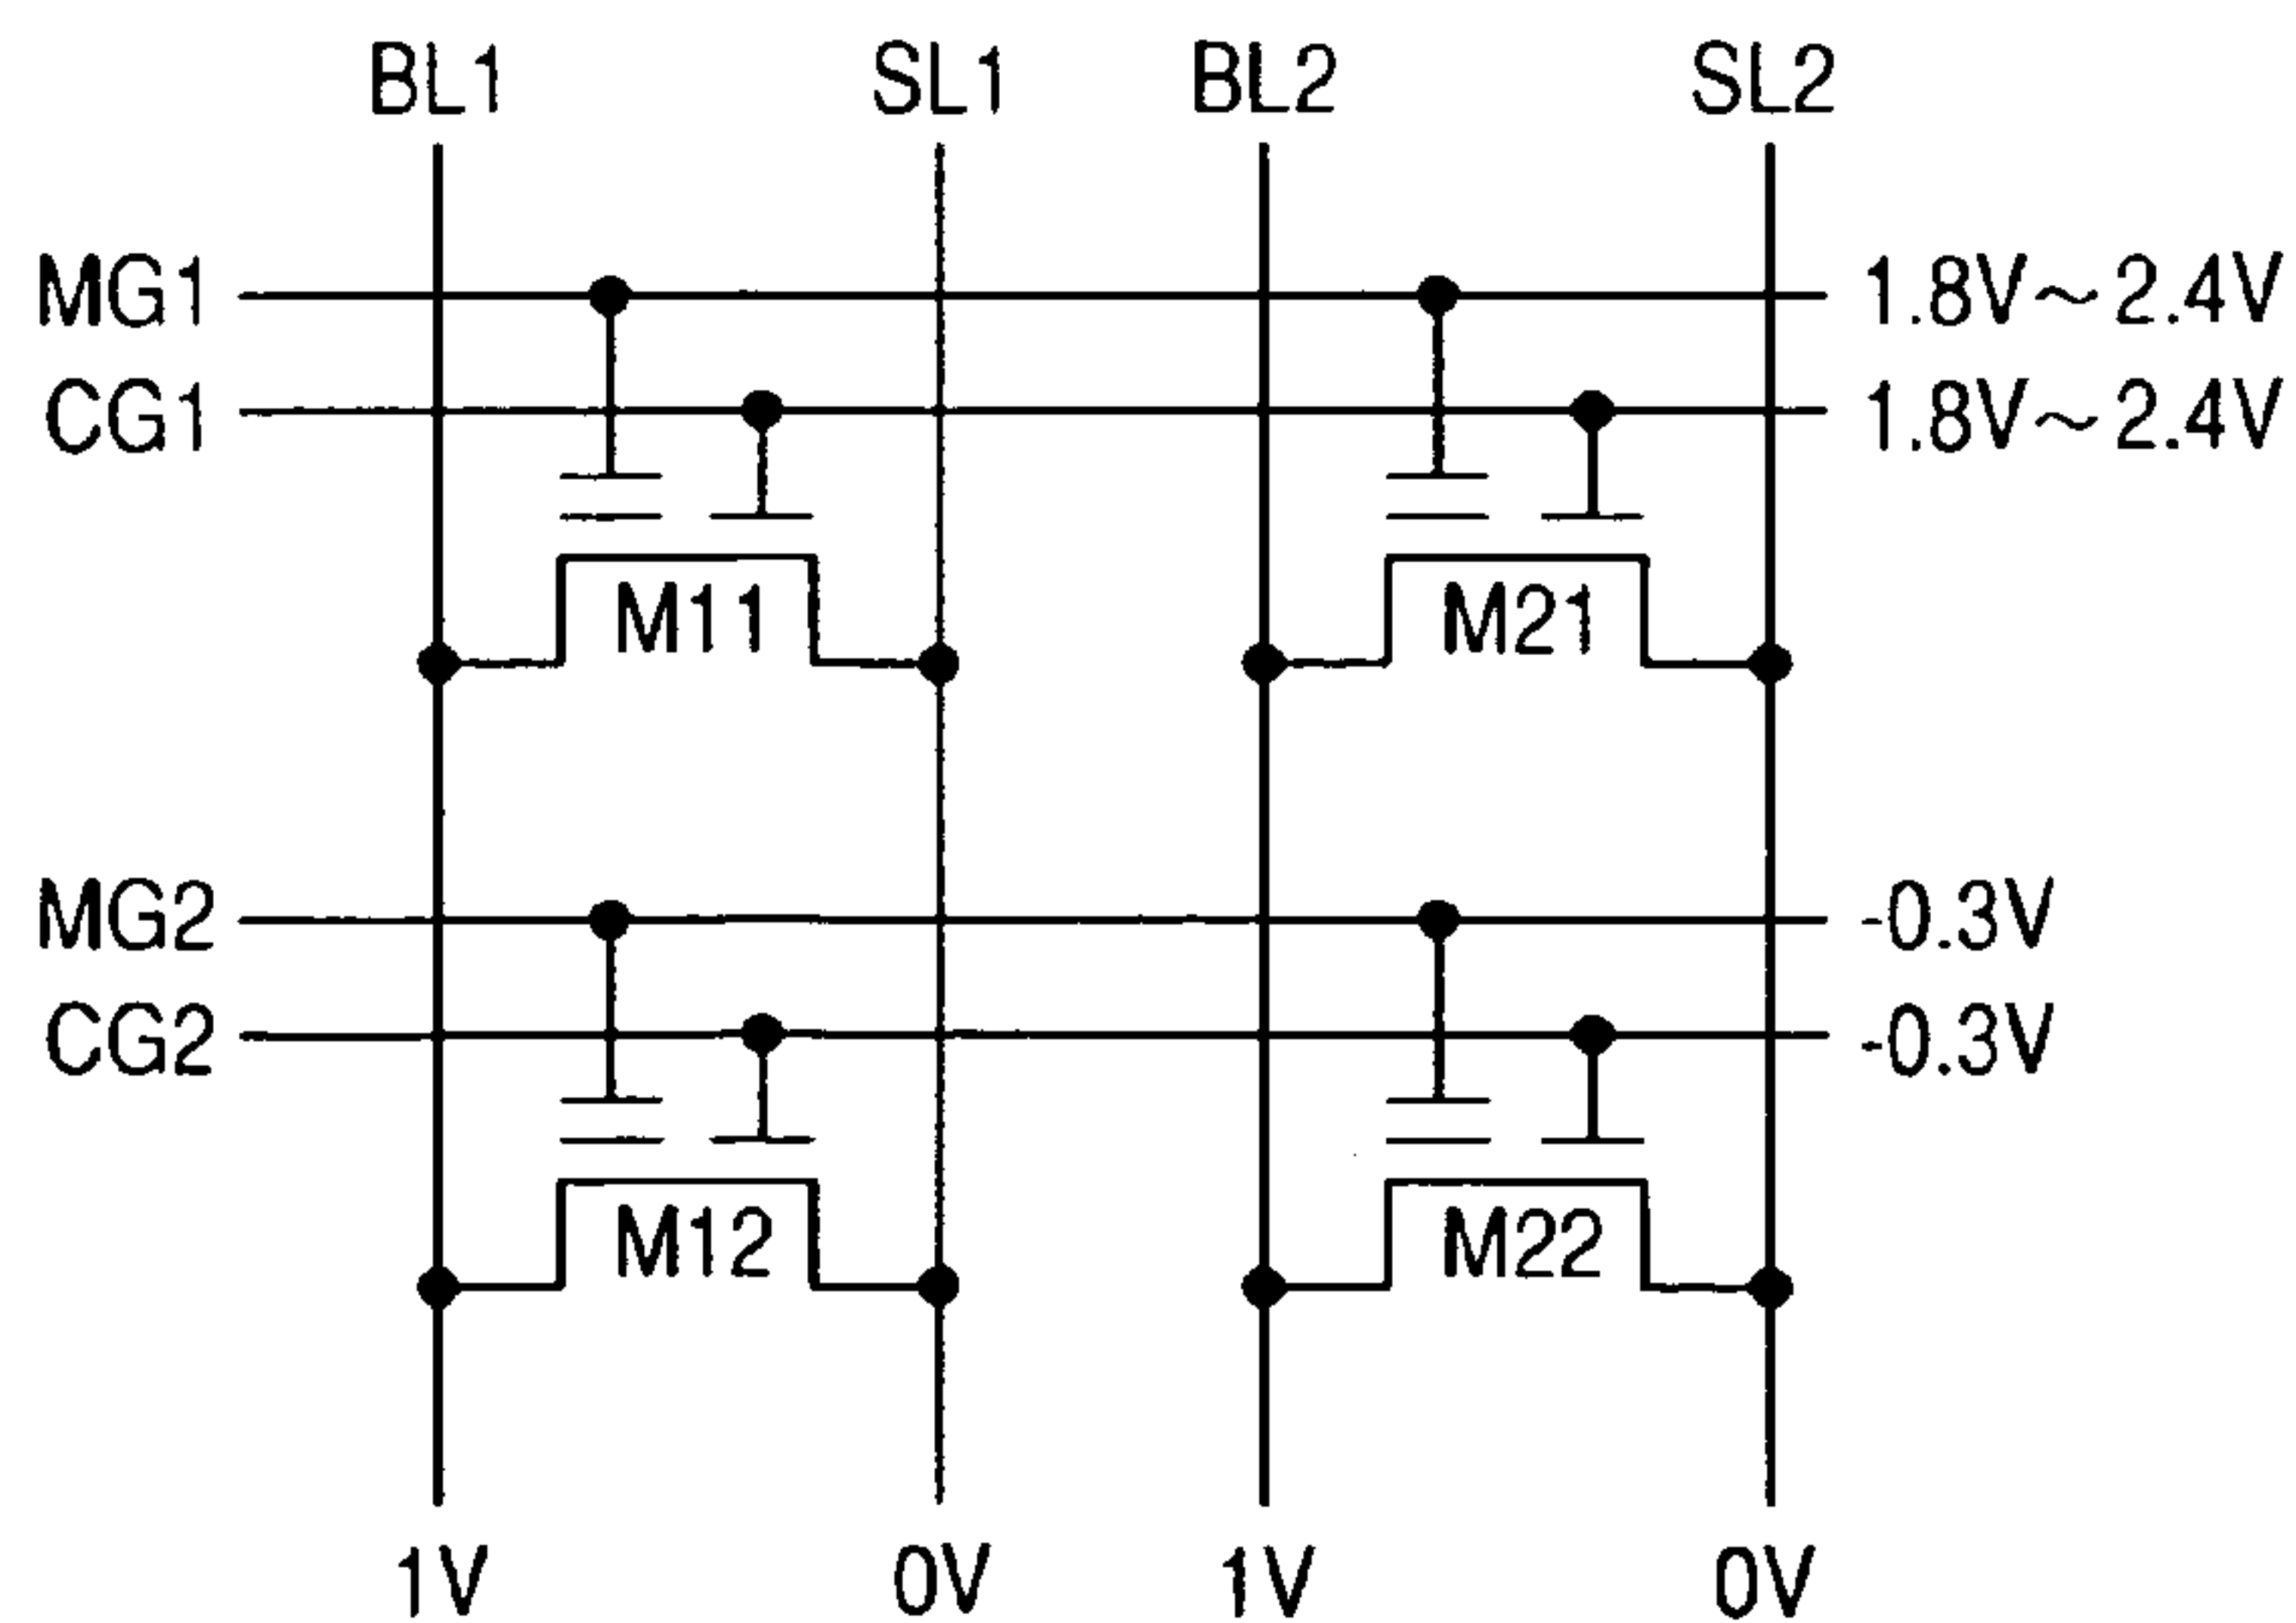 BL1 SL1 BL2 SL2
MG1 1.8V~2.4V
CG1 1.8V~2.4V
M11 M21
MG2 -0.3V
CG2 -0.3V
M12 M22
1V 0V 1V 0V